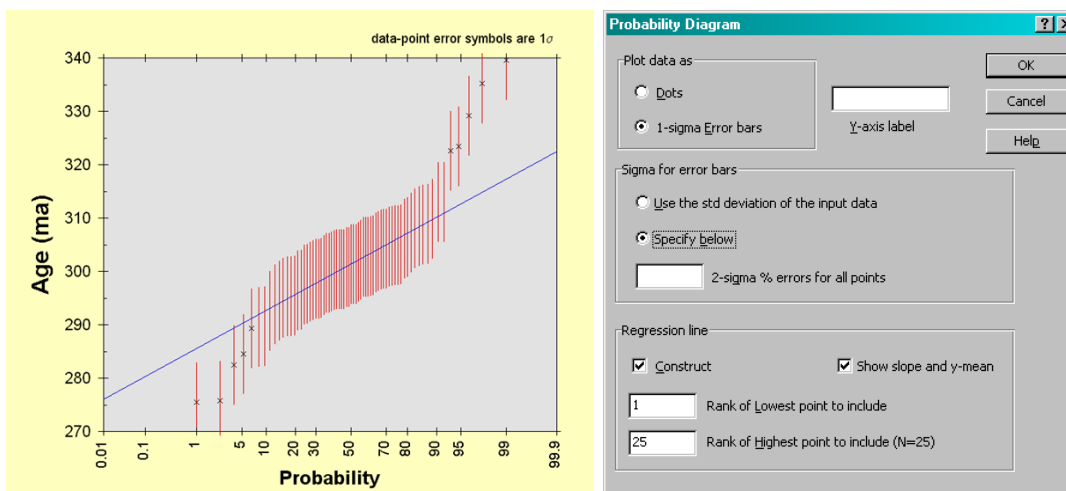 data-point error symbols are 1σ
340
330
320
310
300
290
280
270
Age (ma)
0.01
0.1
1
5
10
20
30
50
70
80
90
95
99
99.9
Probability
Probability Diagram
Plot data as
Dots
1-sigma Error bars
Y-axis label
OK
Cancel
Help
Sigma for error bars
Use the std deviation of the input data
Specify below
2-sigma % errors for all points
Regression line
Construct
Show slope and y-mean
1
Rank of Lowest point to include
25
Rank of Highest point to include (N=25)